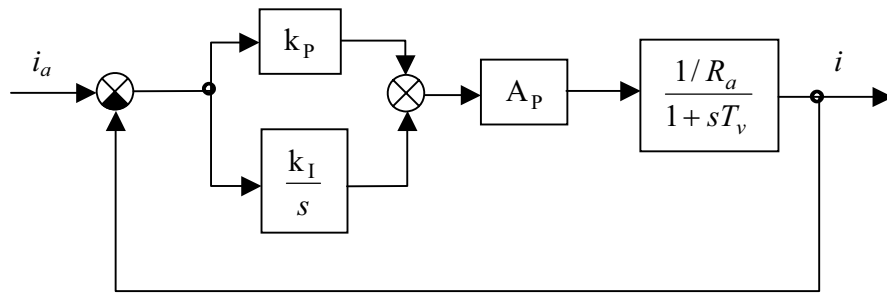 i_a
k_P
k_I
s
A_P
1/ R_a
1 + sT_v
i